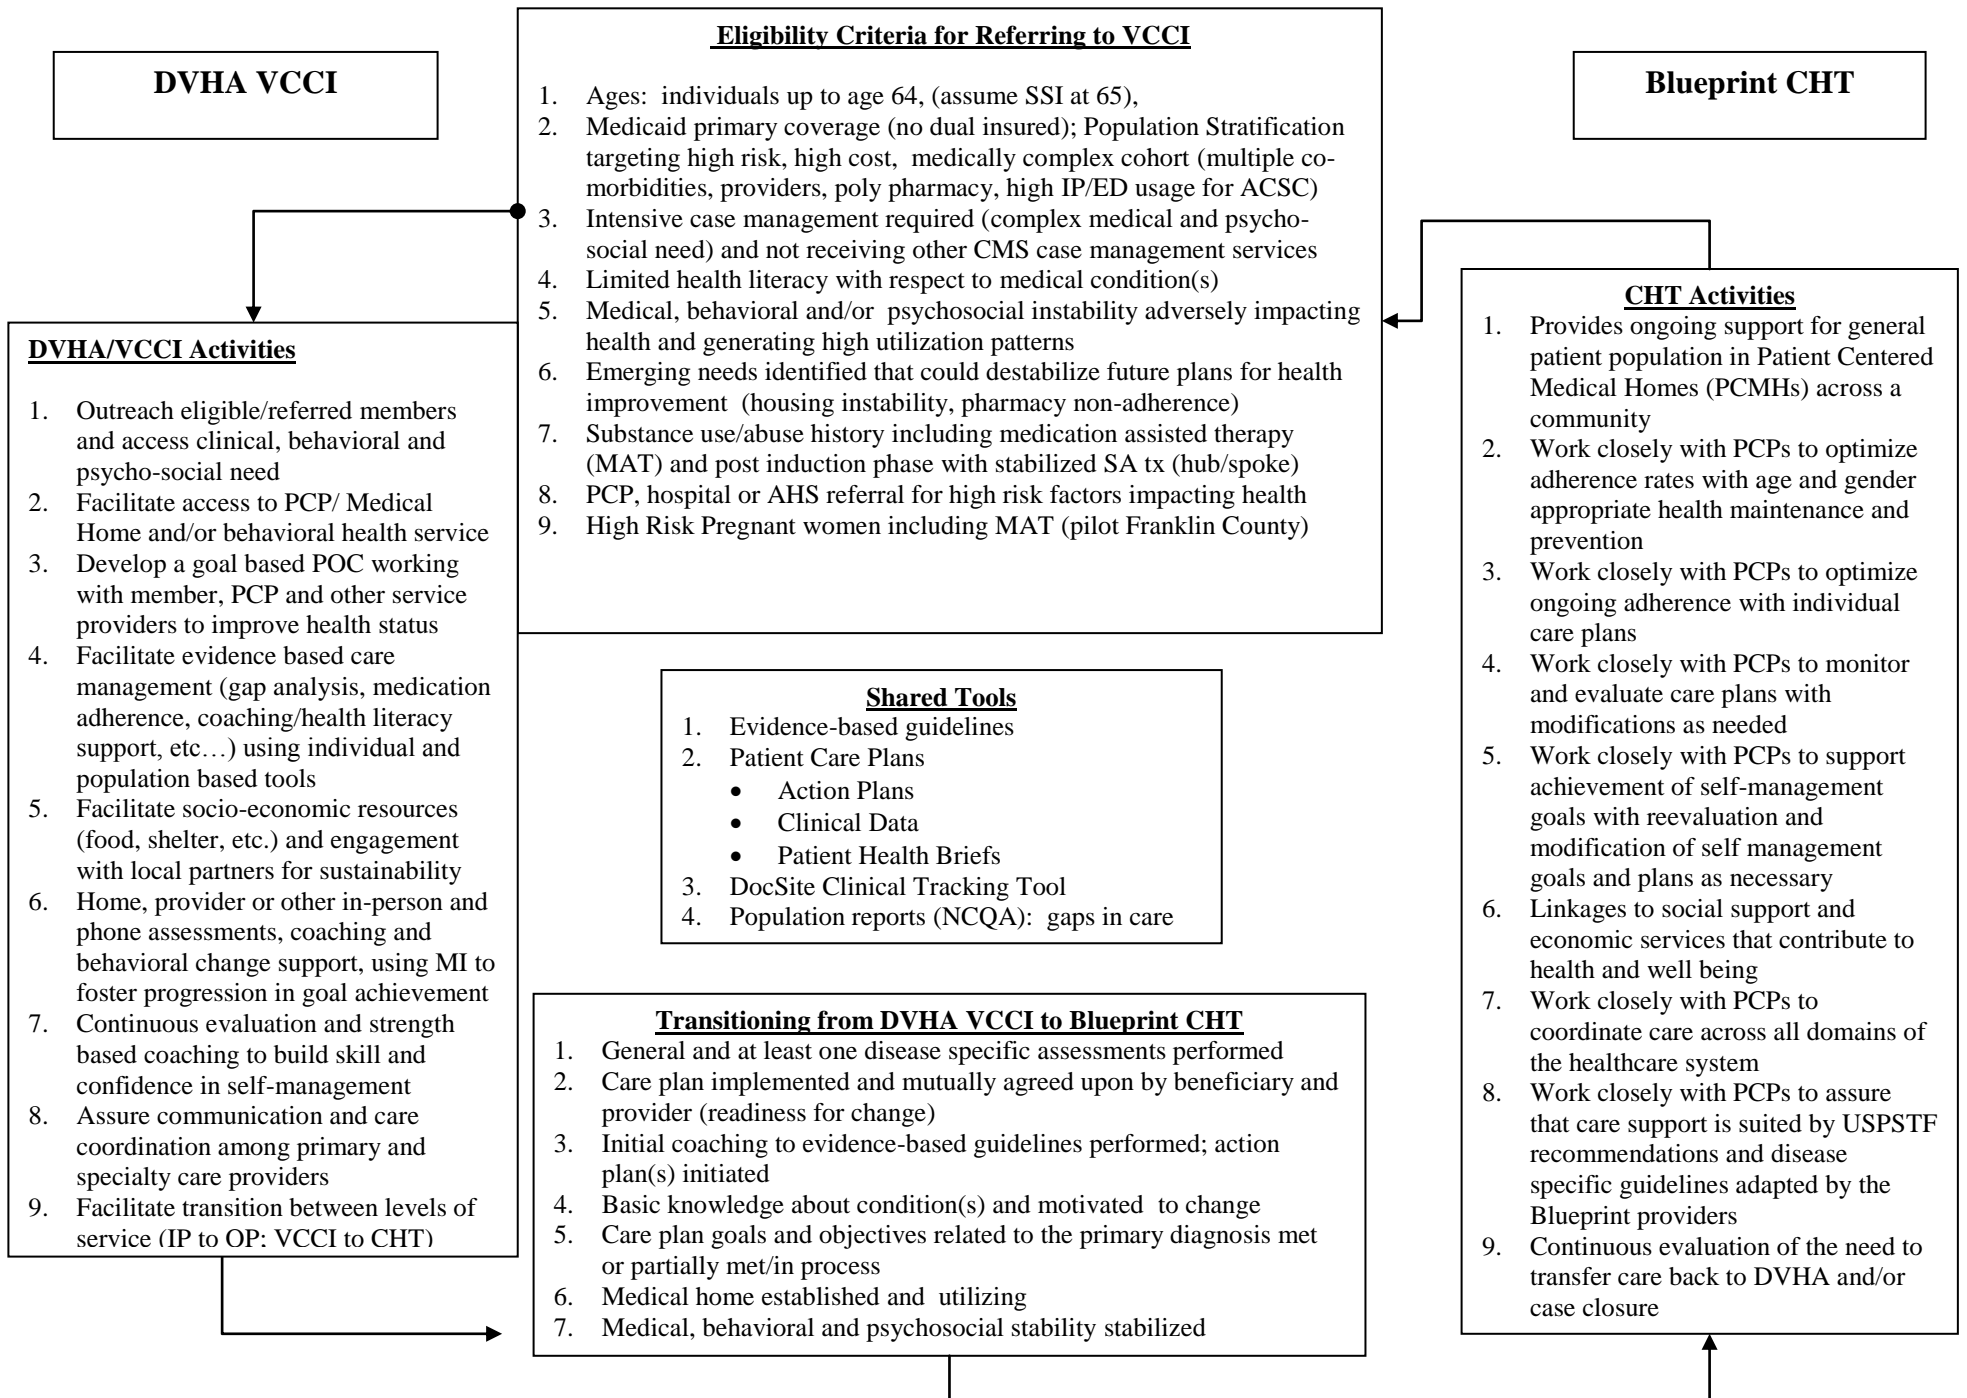 DVHA VCCI
Eligibility Criteria for Referring to VCCI
1. Ages: individuals up to age 64, (assume SSI at 65),
2. Medicaid primary coverage (no dual insured); Population Stratification
targeting high risk, high cost, medically complex cohort (multiple co-
morbidities, providers, poly pharmacy, high IP/ED usage for ACSC)
3. Intensive case management required (complex medical and psycho-
social need) and not receiving other CMS case management services
4. Limited health literacy with respect to medical condition(s)
5. Medical, behavioral and/or psychosocial instability adversely impacting
health and generating high utilization patterns
6. Emerging needs identified that could destabilize future plans for health
improvement (housing instability, pharmacy non-adherence)
7. Substance use/abuse history including medication assisted therapy
(MAT) and post induction phase with stabilized SA tx (hub/spoke)
8. PCP, hospital or AHS referral for high risk factors impacting health
9. High Risk Pregnant women including MAT (pilot Franklin County)
Blueprint CHT
DVHA/VCCI Activities
1. Outreach eligible/referred members
and access clinical, behavioral and
psycho-social need
2. Facilitate access to PCP/ Medical
Home and/or behavioral health service
3. Develop a goal based POC working
with member, PCP and other service
providers to improve health status
4. Facilitate evidence based care
management (gap analysis, medication
adherence, coaching/health literacy
support, etc…) using individual and
population based tools
5. Facilitate socio-economic resources
(food, shelter, etc.) and engagement
with local partners for sustainability
6. Home, provider or other in-person and
phone assessments, coaching and
behavioral change support, using MI to
foster progression in goal achievement
7. Continuous evaluation and strength
based coaching to build skill and
confidence in self-management
8. Assure communication and care
coordination among primary and
specialty care providers
9. Facilitate transition between levels of
service (IP to OP; VCCI to CHT)
Shared Tools
1. Evidence-based guidelines
2. Patient Care Plans
• Action Plans
• Clinical Data
• Patient Health Briefs
3. DocSite Clinical Tracking Tool
4. Population reports (NCQA): gaps in care
Transitioning from DVHA VCCI to Blueprint CHT
1. General and at least one disease specific assessments performed
2. Care plan implemented and mutually agreed upon by beneficiary and
provider (readiness for change)
3. Initial coaching to evidence-based guidelines performed; action
plan(s) initiated
4. Basic knowledge about condition(s) and motivated to change
5. Care plan goals and objectives related to the primary diagnosis met
or partially met/in process
6. Medical home established and utilizing
7. Medical, behavioral and psychosocial stability stabilized
CHT Activities
1. Provides ongoing support for general
patient population in Patient Centered
Medical Homes (PCMHs) across a
community
2. Work closely with PCPs to optimize
adherence rates with age and gender
appropriate health maintenance and
prevention
3. Work closely with PCPs to optimize
ongoing adherence with individual
care plans
4. Work closely with PCPs to monitor
and evaluate care plans with
modifications as needed
5. Work closely with PCPs to support
achievement of self-management
goals with reevaluation and
modification of self management
goals and plans as necessary
6. Linkages to social support and
economic services that contribute to
health and well being
7. Work closely with PCPs to
coordinate care across all domains of
the healthcare system
8. Work closely with PCPs to assure
that care support is suited by USPSTF
recommendations and disease
specific guidelines adapted by the
Blueprint providers
9. Continuous evaluation of the need to
transfer care back to DVHA and/or
case closure